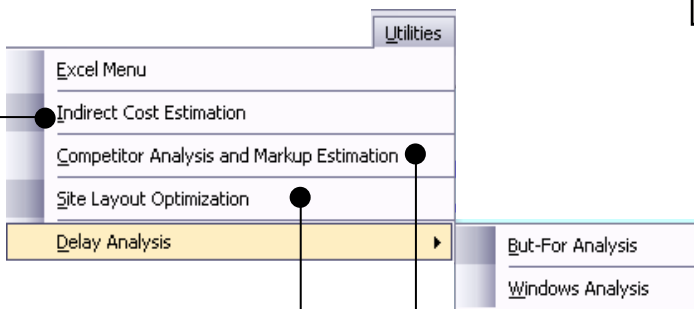 Utilities
Excel Menu
Indirect Cost Estimation
Competitor Analysis and Markup Estimation
Site Layout Optimization
Delay Analysis
But-For Analysis
Windows Analysis